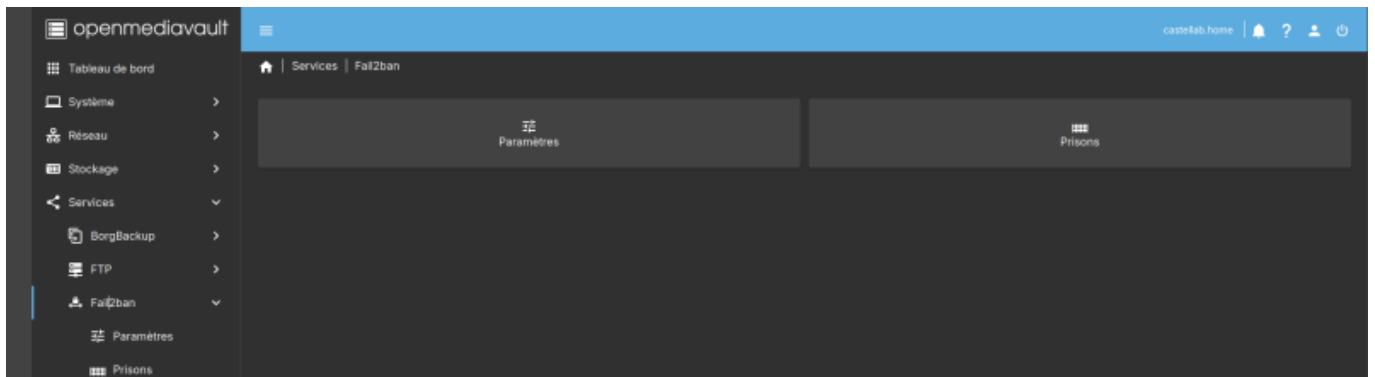 openmediavault
castellab.home
Tableau de bord
Services | Fail2ban
Système
Réseau
Paramètres
Prisons
Stockage
Services
BorgBackup
FTP
Fail2ban
Paramètres
Prisons